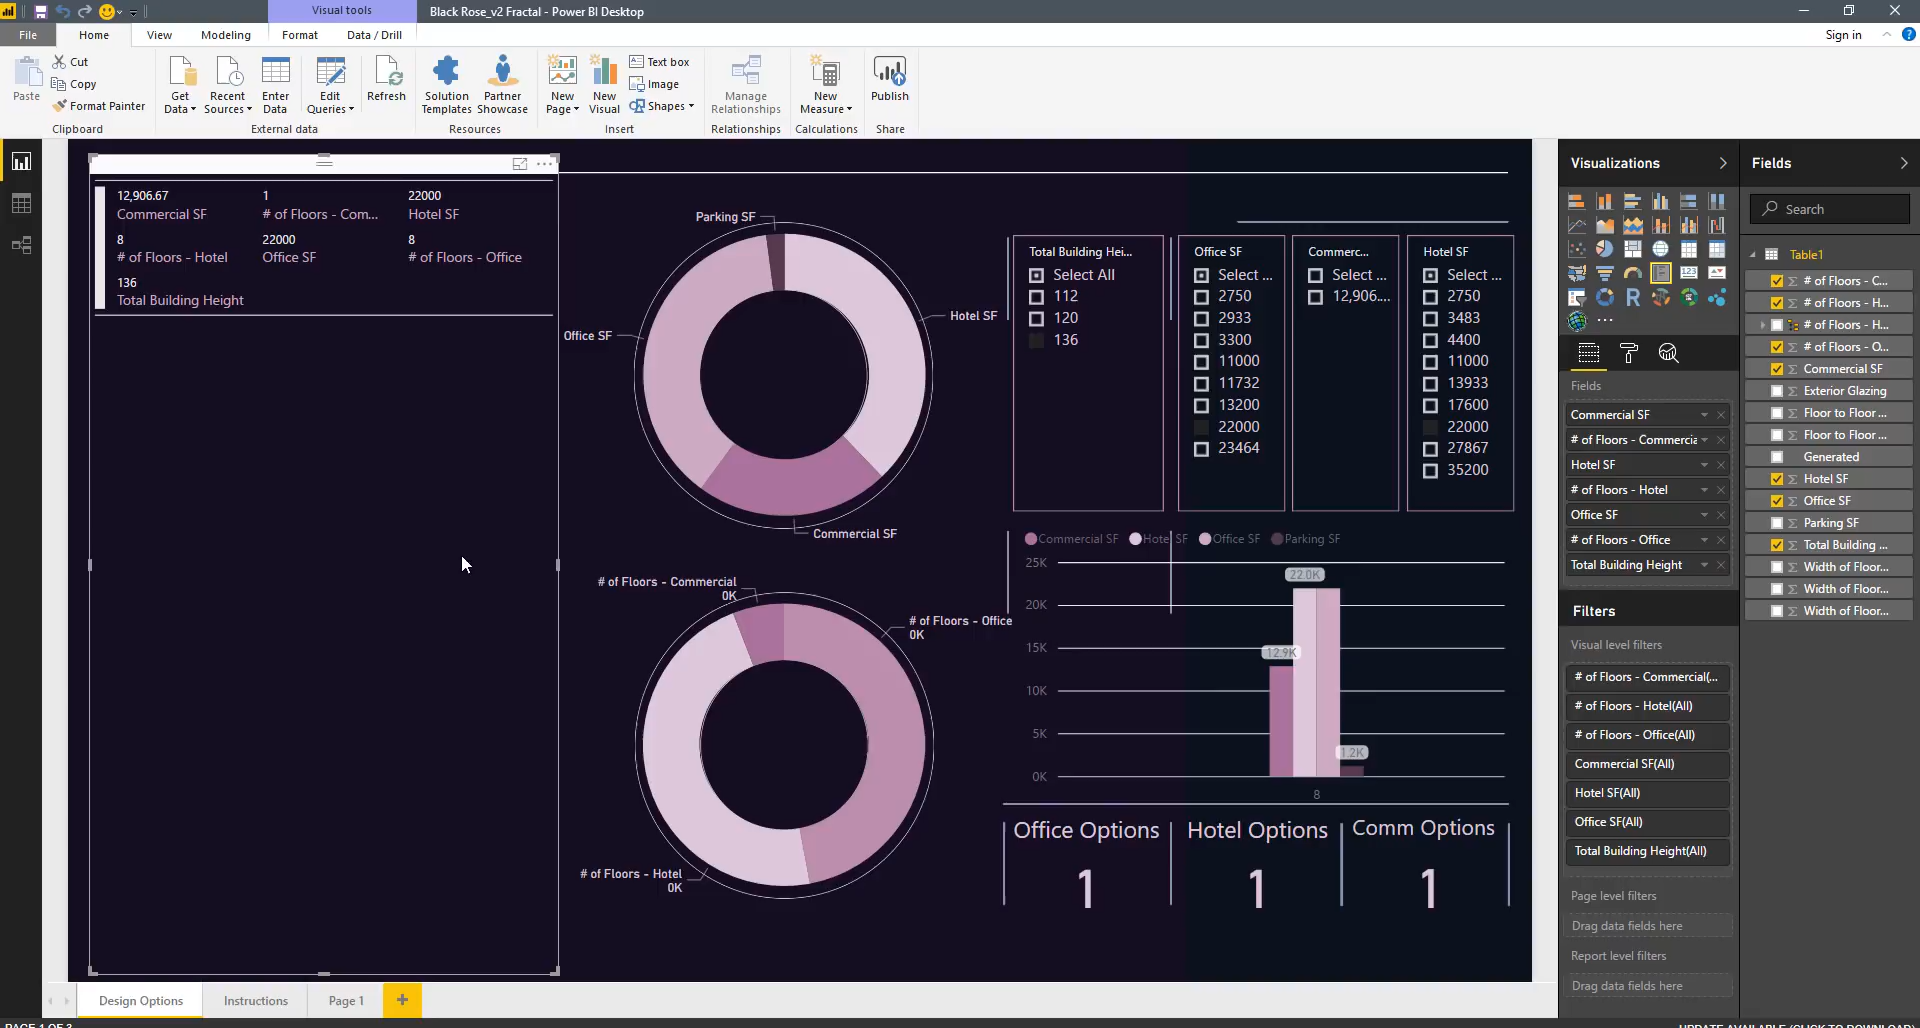 Visual tools
Black Rose_v2 Fractal - Power BI Desktop
File
Home
View
Modeling
Format
Data / Drill
Sign in
Paste
Cut
Copy
Format Painter
Clipboard
Get Data
Recent Sources
Enter Data
Edit Queries
External data
Refresh
Solution Templates
Partner Showcase
Resources
New Page
New Visual
Text box
Image
Shapes
Insert
Manage Relationships
Relationships
New Measure
Calculations
Publish
Share
12,906.67
Commercial SF
1
# of Floors - Com...
22000
Hotel SF
8
# of Floors - Hotel
22000
Office SF
8
# of Floors - Office
136
Total Building Height
Parking SF
Hotel SF
Office SF
Commercial SF
# of Floors - Commercial
0K
# of Floors - Office
0K
# of Floors - Hotel
0K
Total Building Hei...
Select All
112
120
136
Office SF
Select ...
2750
2933
3300
11000
11732
13200
22000
23464
Commerc...
Select ...
12,906....
Hotel SF
Select ...
2750
3483
4400
11000
13933
17600
22000
27867
35200
Commercial SF
Hotel SF
Office SF
Parking SF
25K
20K
15K
10K
5K
0K
22.0K
12.9K
1.2K
8
Office Options
1
Hotel Options
1
Comm Options
1
Design Options
Instructions
Page 1
PAGE 1 OF 3
UPDATE AVAILABLE (CLICK TO DOWNLOAD)
Visualizations
Fields
Commercial SF
# of Floors - Commercia
Hotel SF
# of Floors - Hotel
Office SF
# of Floors - Office
Total Building Height
Filters
Visual level filters
# of Floors - Commercial(...
# of Floors - Hotel(All)
# of Floors - Office(All)
Commercial SF(All)
Hotel SF(All)
Office SF(All)
Total Building Height(All)
Page level filters
Drag data fields here
Report level filters
Drag data fields here
Fields
Search
Table1
# of Floors - C...
# of Floors - H...
# of Floors - H...
# of Floors - O...
Commercial SF
Exterior Glazing
Floor to Floor ...
Floor to Floor ...
Generated
Hotel SF
Office SF
Parking SF
Total Building ...
Width of Floor...
Width of Floor...
Width of Floor...